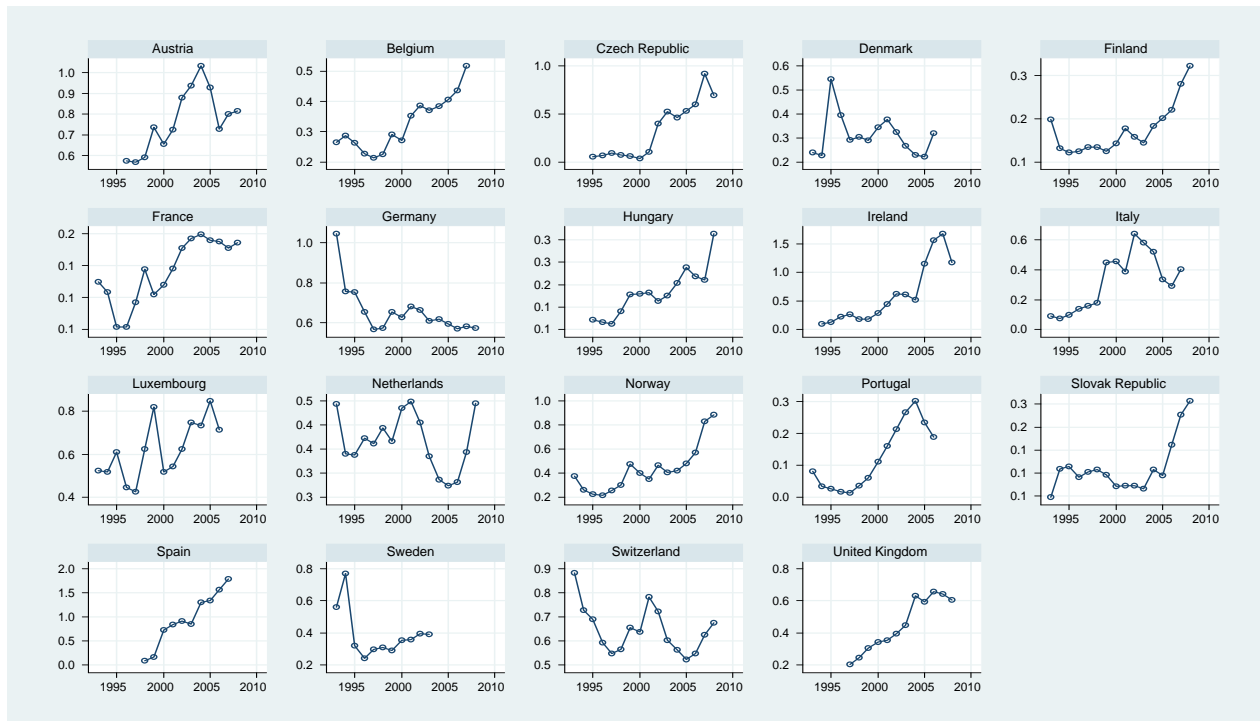 Austria Belgium Czech Republic Denmark Finland
1.0 0.5 1.0 0.6 0.3
0.9 0.5
0.8 0.4 0.5 0.4 0.2
0.7 0.3 0.3
0.6 0.2 0.0 0.2 0.1
1995 2000 2005 2010 1995 2000 2005 2010 1995 2000 2005 2010 1995 2000 2005 2010 1995 2000 2005 2010
France Germany Hungary Ireland Italy
0.2 1.0 0.3 1.5 0.6
0.1 0.8 0.3 1.0 0.4
0.1 0.2 0.5 0.2
0.1 0.6 0.1 0.0 0.0
0.1
1995 2000 2005 2010 1995 2000 2005 2010 1995 2000 2005 2010 1995 2000 2005 2010 1995 2000 2005 2010
Luxembourg Netherlands Norway Portugal Slovak Republic
0.8 0.5 1.0 0.3 0.3
0.4 0.8 0.2 0.1
0.6 0.4 0.6 0.1 0.1
0.3 0.4
0.4 0.3 0.2 0.0 0.1
1995 2000 2005 2010 1995 2000 2005 2010 1995 2000 2005 2010 1995 2000 2005 2010 1995 2000 2005 2010
Spain Sweden Switzerland United Kingdom
2.0 0.8 0.9 0.8
1.5 0.8
1.0 0.6 0.7 0.6
0.5 0.4 0.6 0.4
0.0 0.2 0.5 0.2
1995 2000 2005 2010 1995 2000 2005 2010 1995 2000 2005 2010 1995 2000 2005 2010